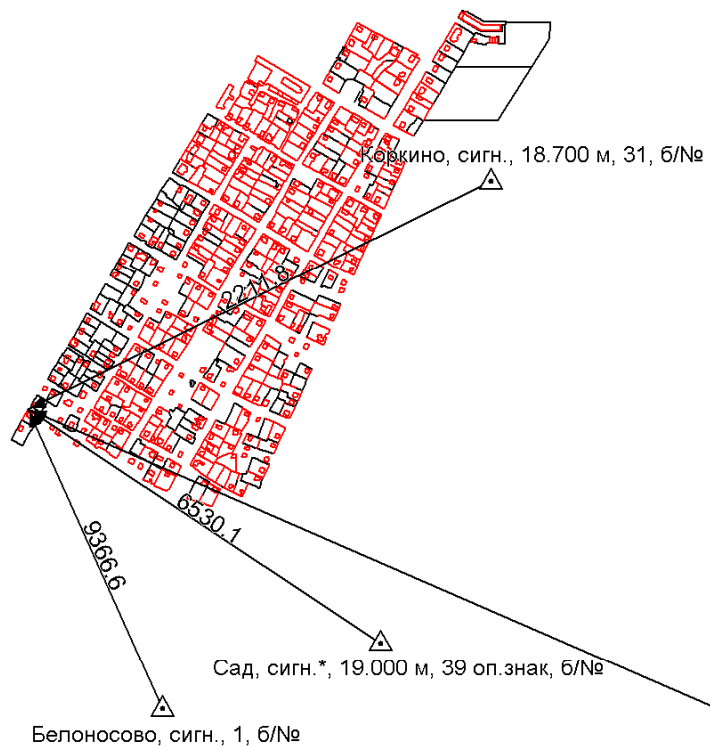 Коркино, сигн., 18.700 м, 31, б/№
2211.8
6530.1
9366.6
Сад, сигн.*, 19.000 м, 39 оп.знак, б/№
Белоносово, сигн., 1, б/№